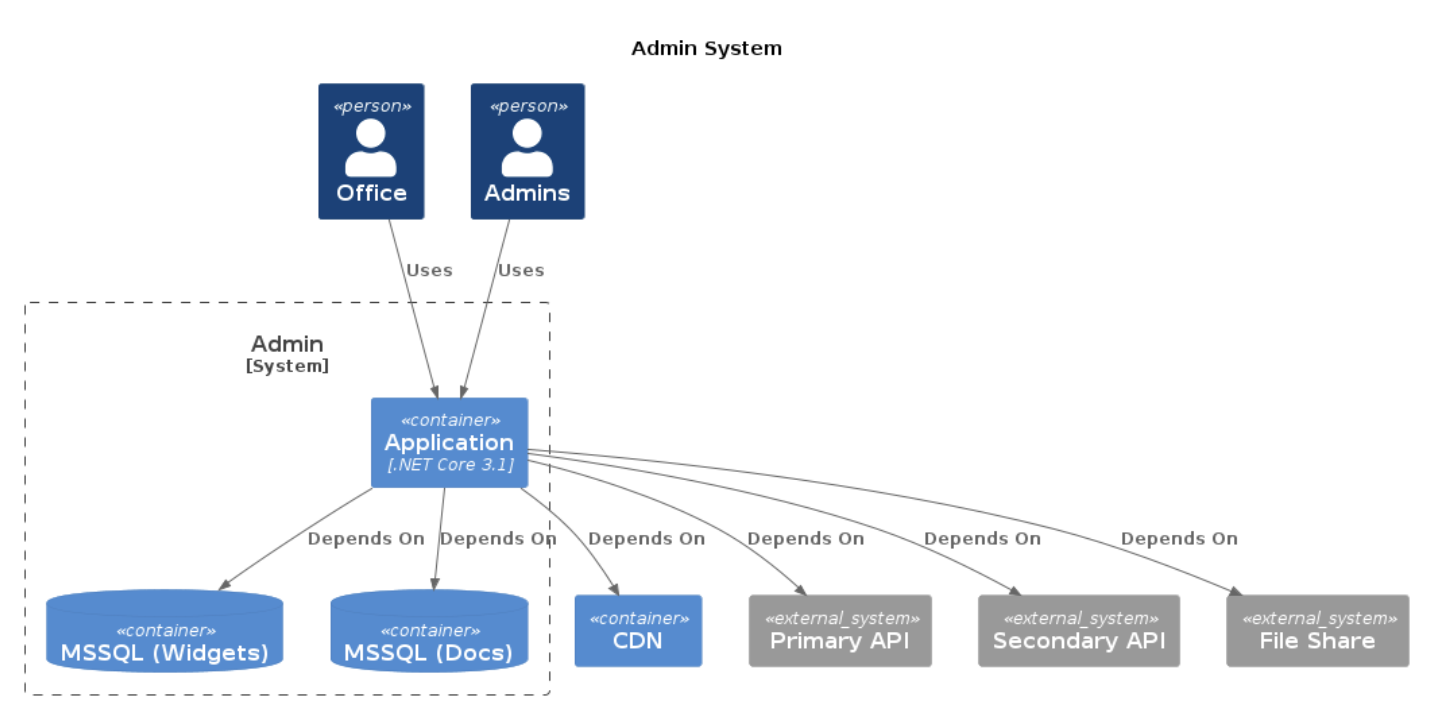 Admin System
«person»
Office
«person»
Admins
Uses
Uses
Admin
[System]
«container»
Application
[.NET Core 3.1]
Depends On
Depends On
Depends On
Depends On
Depends On
Depends On
«container»
MSSQL (Widgets)
«container»
MSSQL (Docs)
«container»
CDN
«external_system»
Primary API
«external_system»
Secondary API
«external_system»
File Share